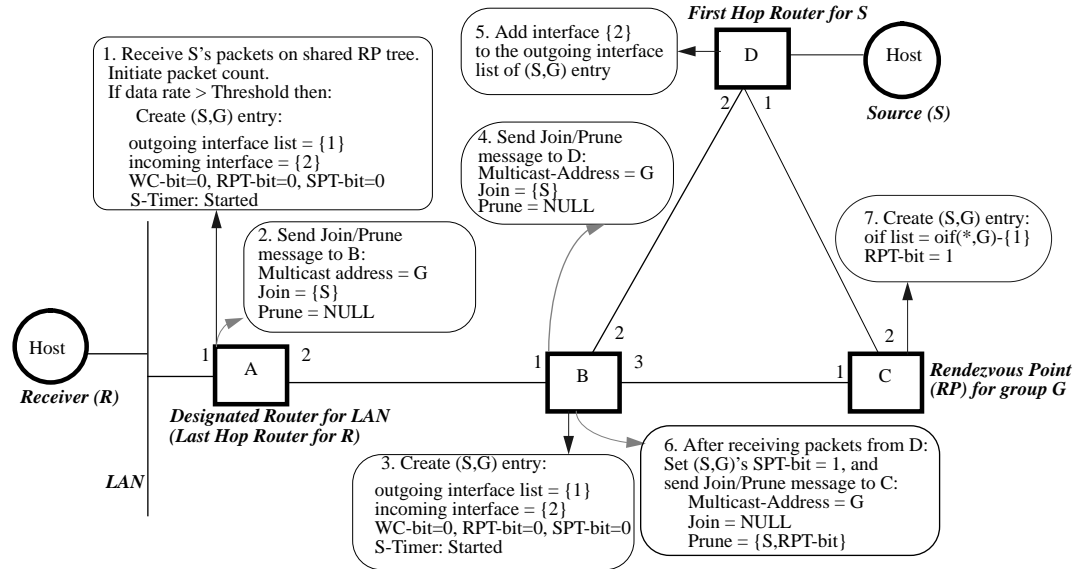 First Hop Router for S
5. Add interface {2}
to the outgoing interface
list of (S,G) entry
D
Host
2
1
Source (S)
1. Receive S's packets on shared RP tree.
Initiate packet count.
If data rate > Threshold then:
Create (S,G) entry:
outgoing interface list = {1}
incoming interface = {2}
WC-bit=0, RPT-bit=0, SPT-bit=0
S-Timer: Started
4. Send Join/Prune
message to D:
Multicast-Address = G
Join = {S}
Prune = NULL
2. Send Join/Prune
message to B:
Multicast address = G
Join = {S}
Prune = NULL
7. Create (S,G) entry:
oif list = oif(*,G)-{1}
RPT-bit = 1
Host
Receiver (R)
1
A
2
Designated Router for LAN
(Last Hop Router for R)
LAN
1
B
2
3
1
C
2
Rendezvous Point
(RP) for group G
3. Create (S,G) entry:
outgoing interface list = {1}
incoming interface = {2}
WC-bit=0, RPT-bit=0, SPT-bit=0
S-Timer: Started
6. After receiving packets from D:
Set (S,G)'s SPT-bit = 1, and
send Join/Prune message to C:
Multicast-Address = G
Join = NULL
Prune = {S,RPT-bit}